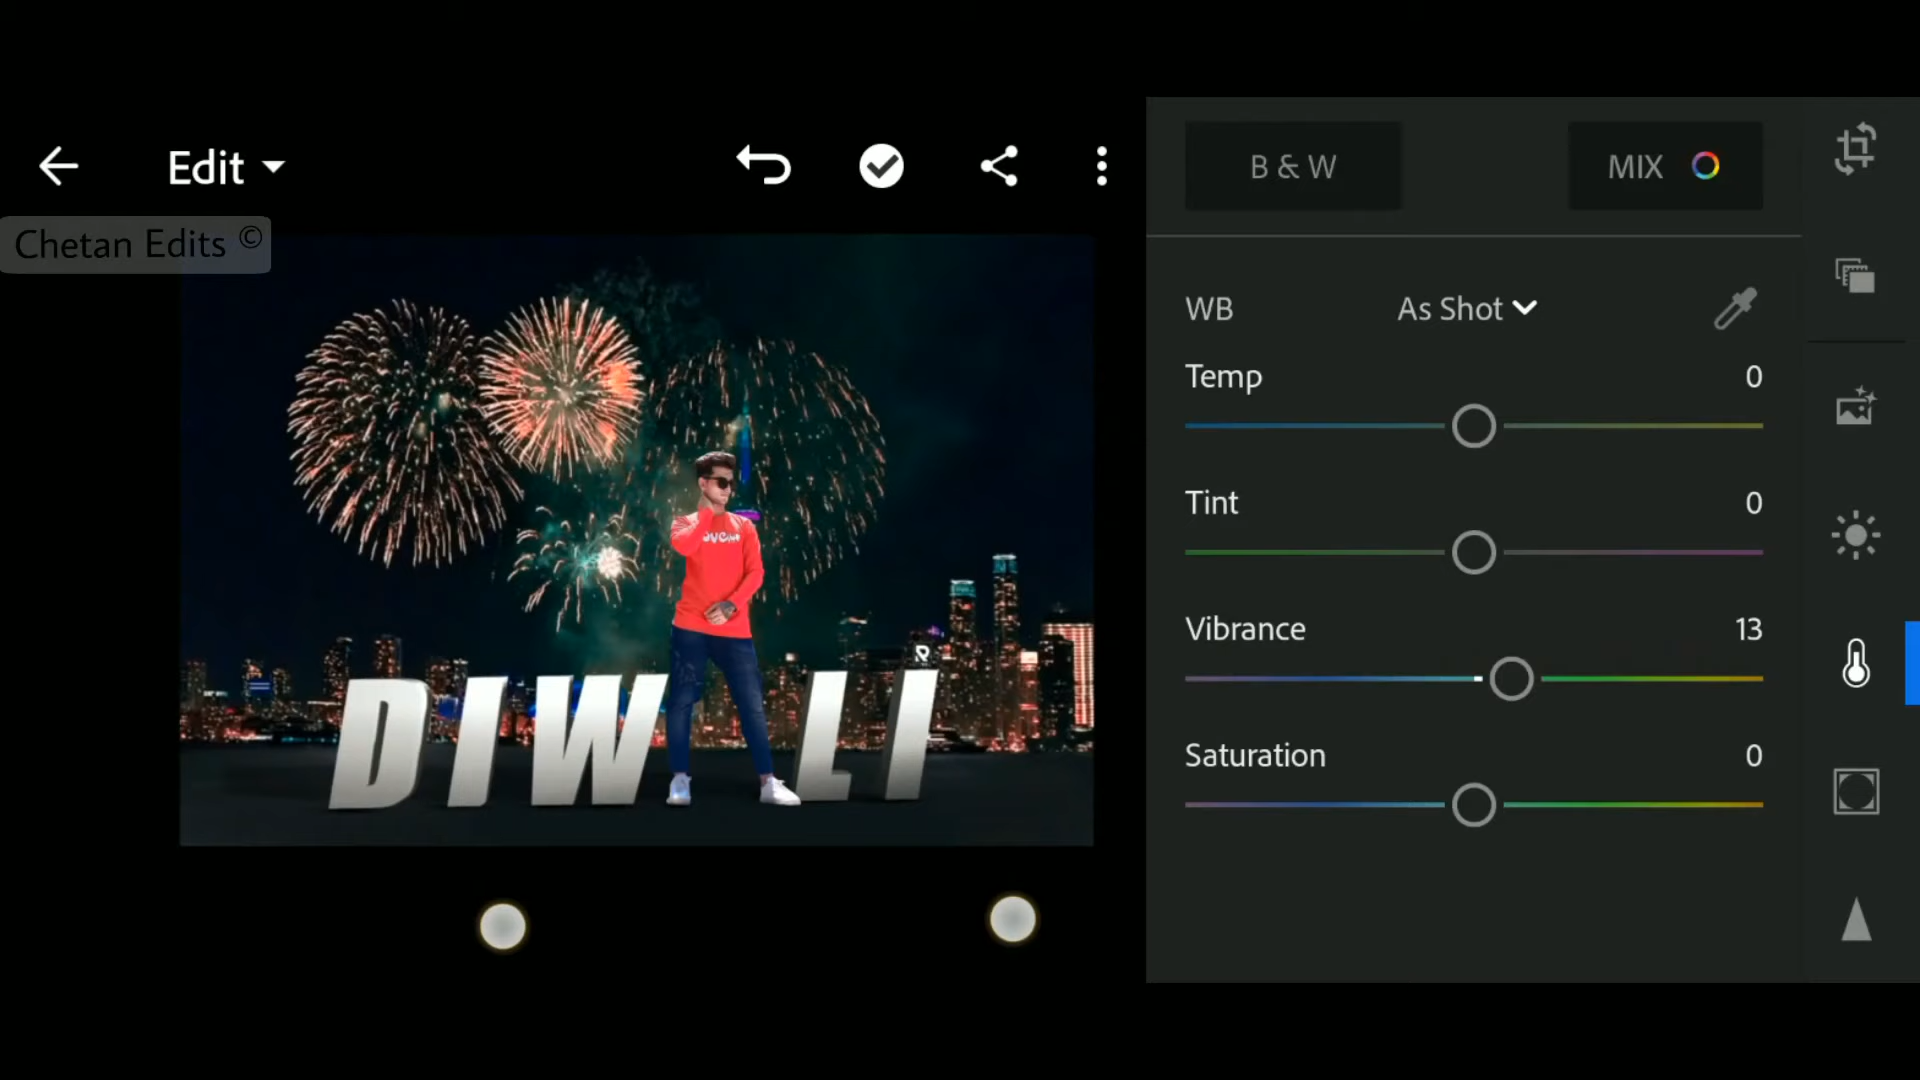 Edit
B & W
MIX
Chetan Edits ©
WB As Shot
Temp 0
Tint 0
Vibrance 13
Saturation 0
DIW LI